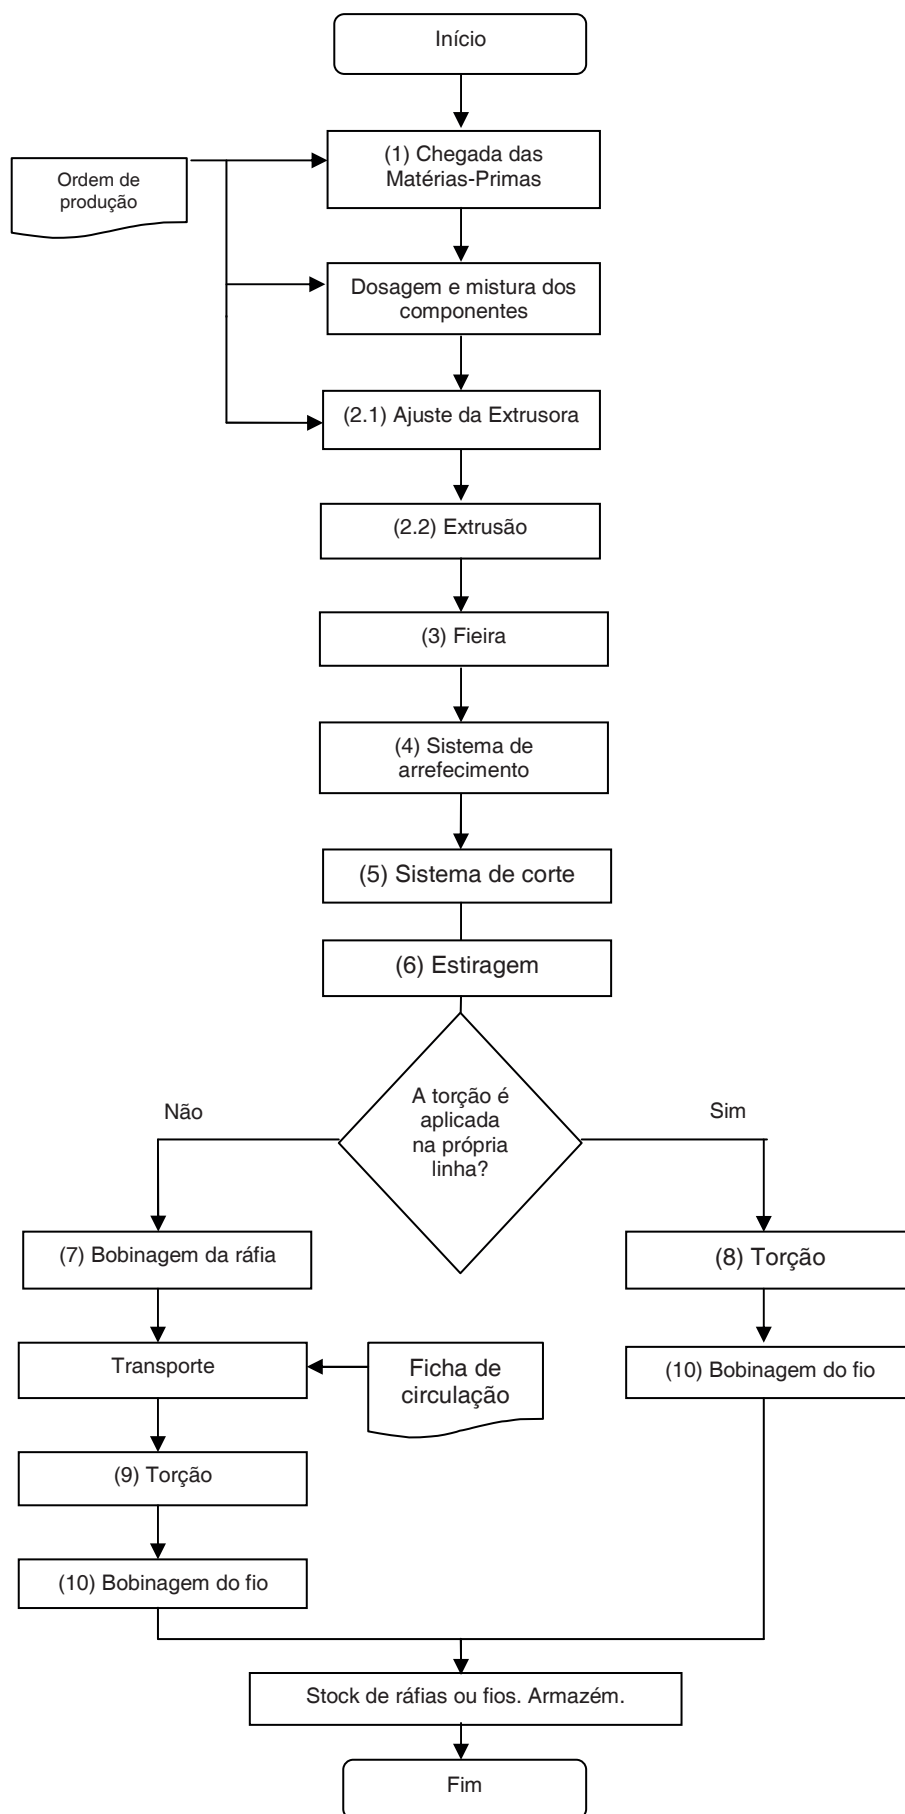 Início
(1) Chegada das
Matérias-Primas
Ordem de
produção
Dosagem e mistura dos
componentes
(2.1) Ajuste da Extrusora
(2.2) Extrusão
(3) Fieira
(4) Sistema de
arrefecimento
(5) Sistema de corte
(6) Estiragem
A torção é
aplicada
na própria
linha?
Não
Sim
(7) Bobinagem da ráfia
(8) Torção
Transporte
Ficha de
circulação
(10) Bobinagem do fio
(9) Torção
(10) Bobinagem do fio
Stock de ráfias ou fios. Armazém.
Fim